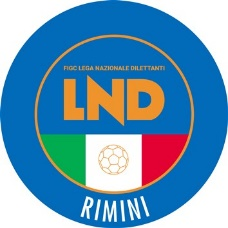 FIGC LEGA NAZIONALE DILETTANTI
LND
RIMINI